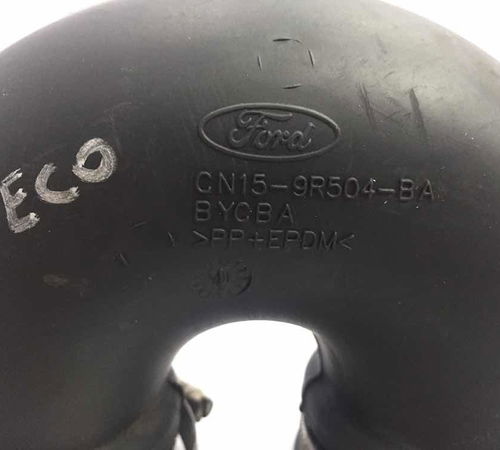 Ford
ECO
CN15-9R504-BA
BYCBA
>PP+EPDM<